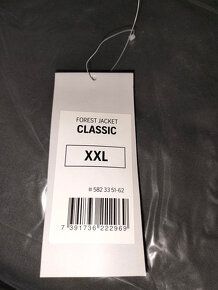 FOREST JACKET
CLASSIC
XXL
# 582 33 51-62
7 391736 222969